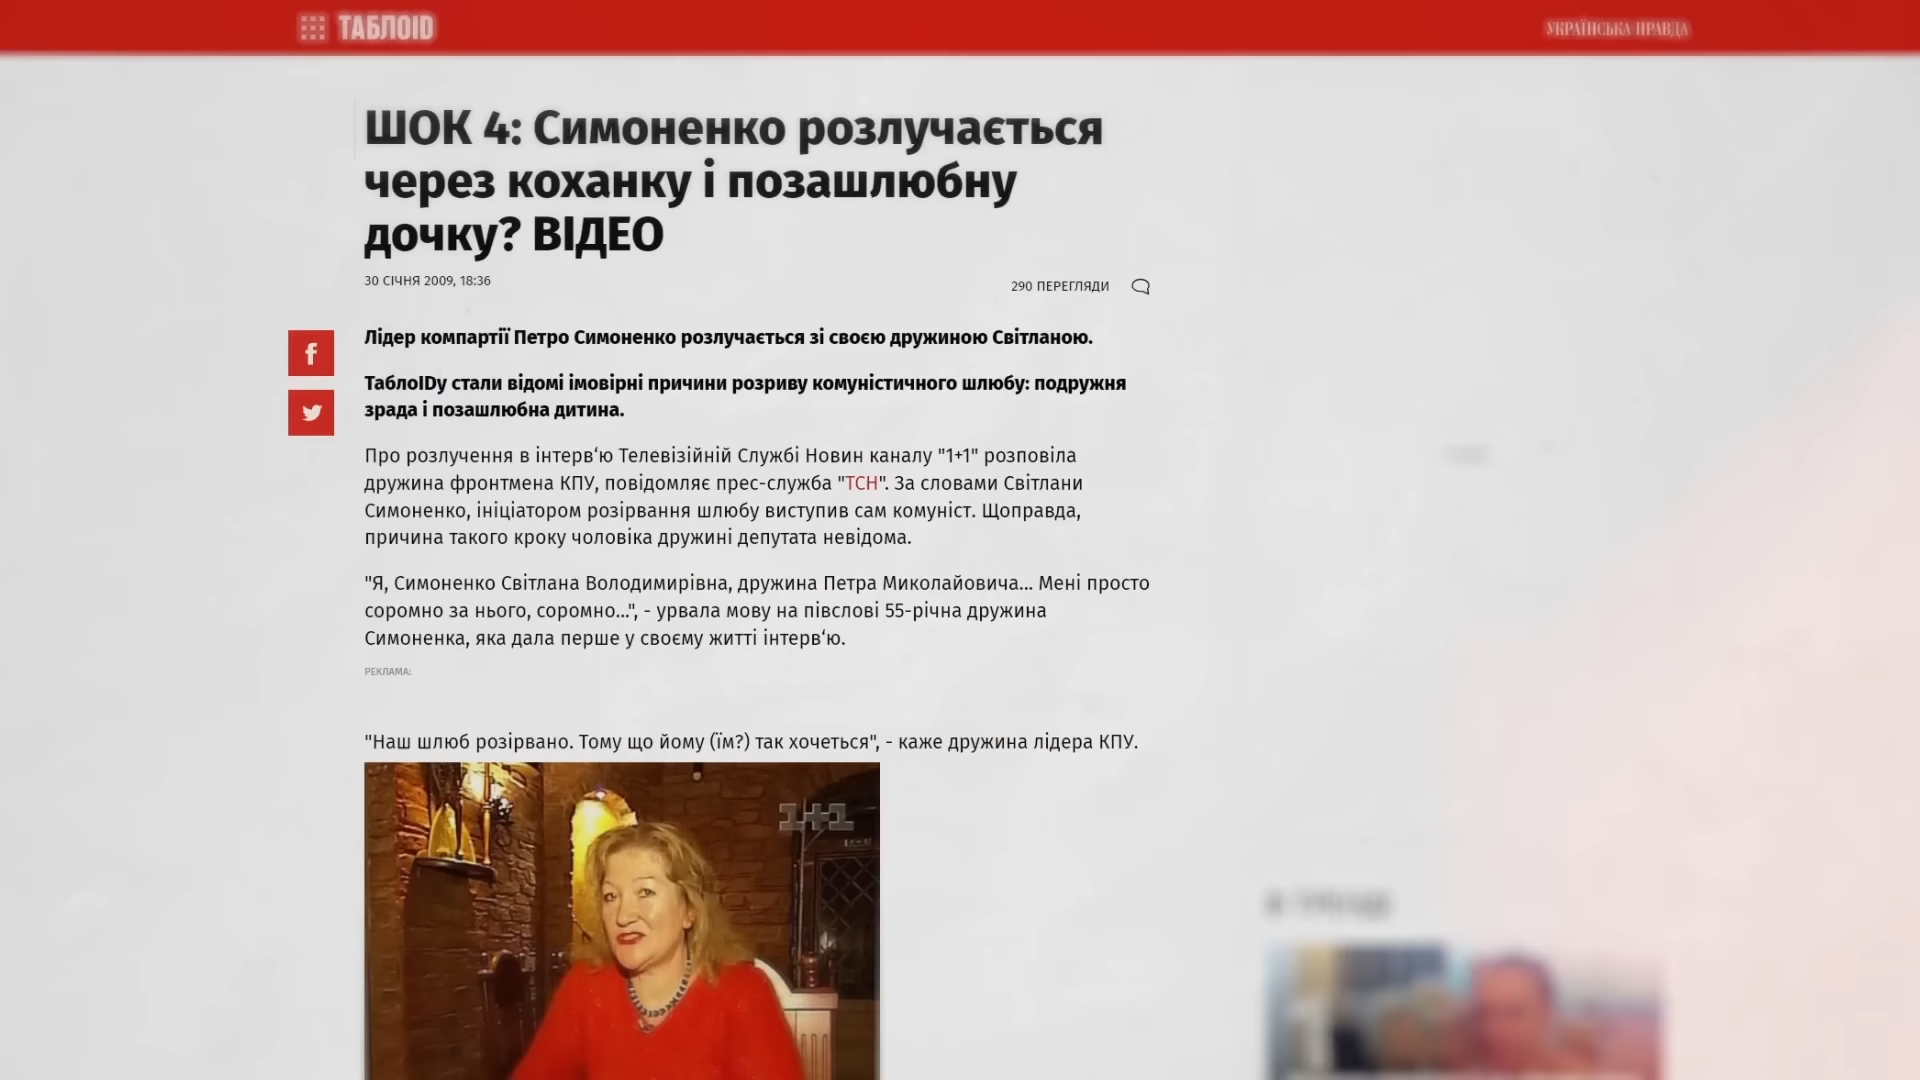 ТАБЛОID
УКРАЇНСЬКА ПРАВДА
ШОК 4: Симоненко розлучається
через коханку і позашлюбну
дочку? ВІДЕО
30 СІЧНЯ 2009, 18:36
290 ПЕРЕГЛЯДИ
Лідер компартії Петро Симоненко розлучається зі своєю дружиною Світланою.
ТаблоIDу стали відомі імовірні причини розриву комуністичного шлюбу: подружня
зрада і позашлюбна дитина.
Про розлучення в інтерв‘ю Телевізійній Службі Новин каналу "1+1" розповіла
дружина фронтмена КПУ, повідомляє прес-служба "ТСН". За словами Світлани
Симоненко, ініціатором розірвання шлюбу виступив сам комуніст. Щоправда,
причина такого кроку чоловіка дружині депутата невідома.
"Я, Симоненко Світлана Володимирівна, дружина Петра Миколайовича... Мені просто
соромно за нього, соромно...", - урвала мову на півслові 55-річна дружина
Симоненка, яка дала перше у своєму житті інтерв‘ю.
РЕКЛАМА:
"Наш шлюб розірвано. Тому що йому (їм?) так хочеться", - каже дружина лідера КПУ.
1+1